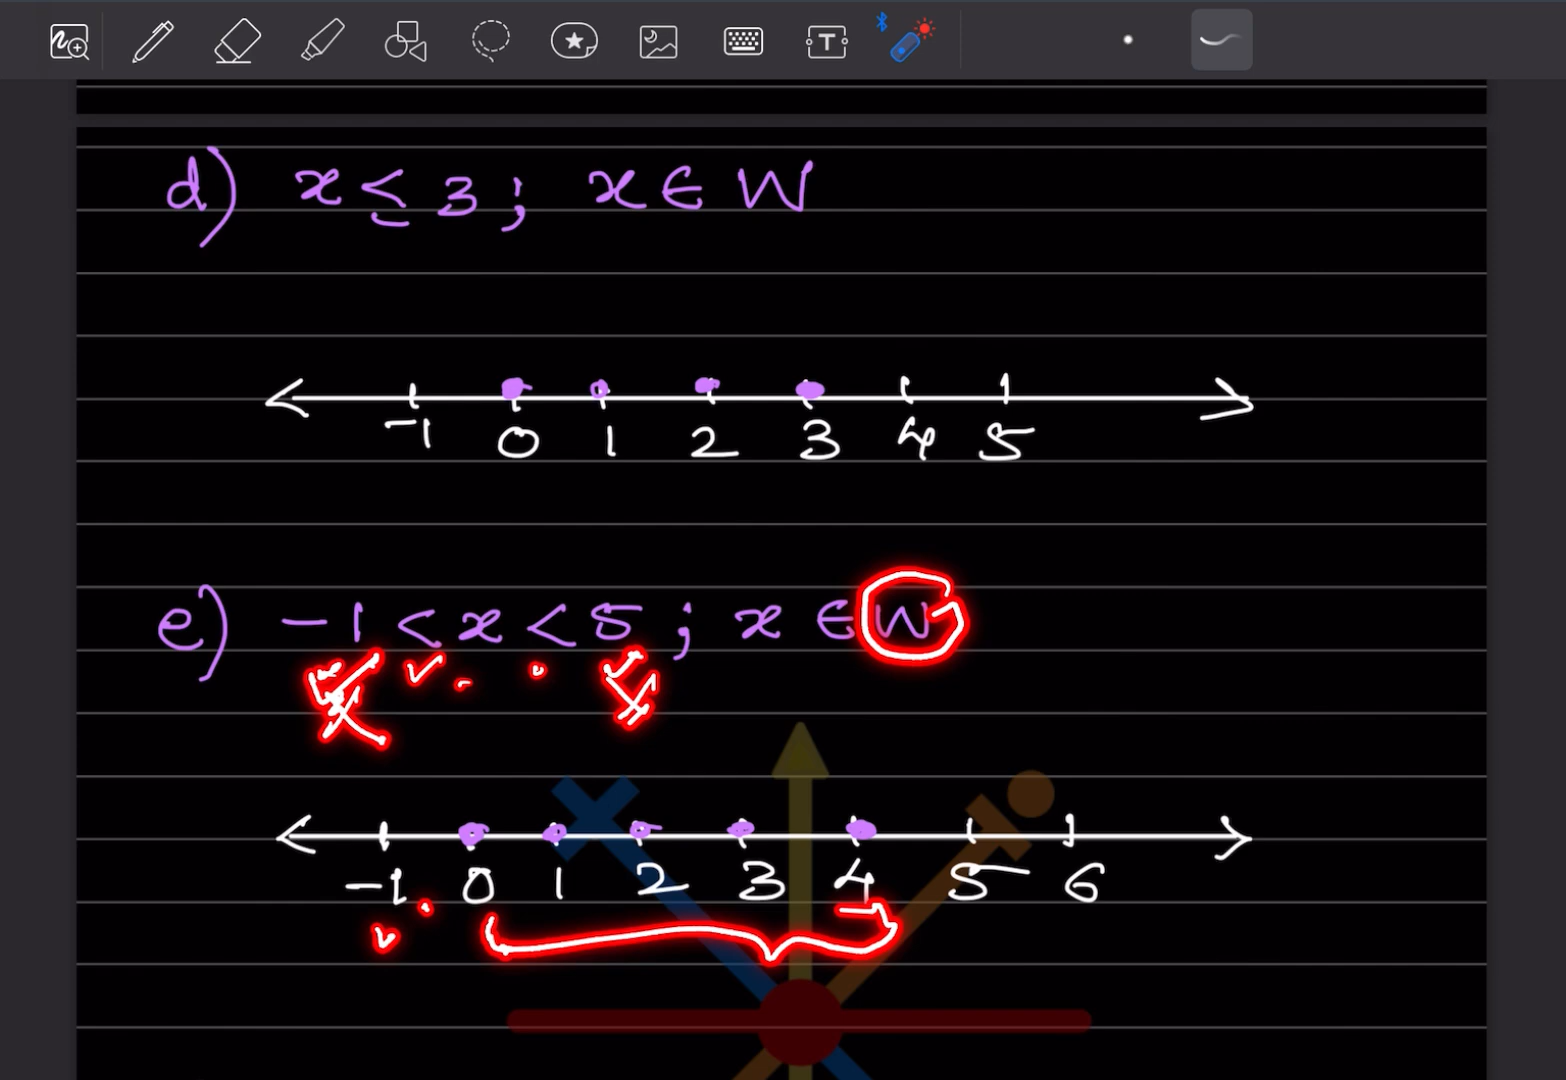 d) x ≤ 3 ; x ∈ W
-1 0 1 2 3 4 5
e) -1 < x < 5 ; x ∈ W
-1 0 1 2 3 4 5 6